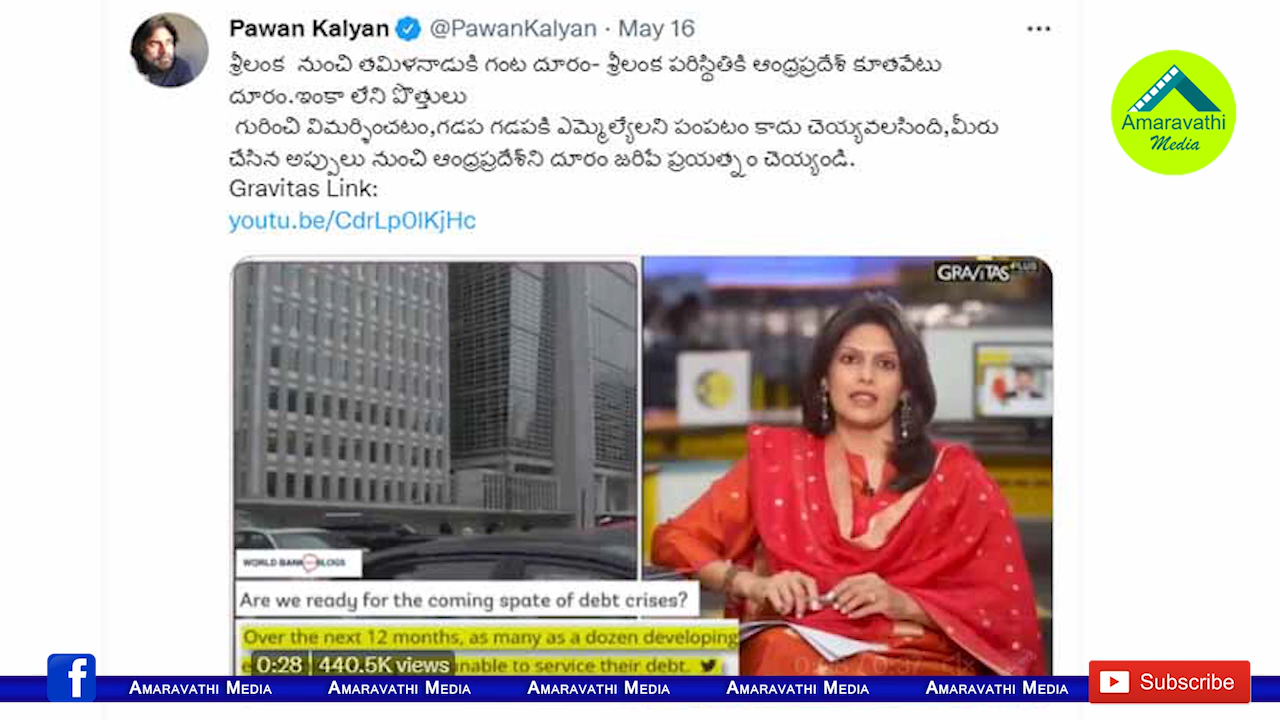 Pawan Kalyan @PawanKalyan · May 16
శ్రీలంక నుంచి తమిళనాడుకి గంట దూరం- శ్రీలంక పరిస్థితికి ఆంధ్రప్రదేశ్ కూతవేటు
దూరం.ఇంకా లేని పొత్తులు
గురించి విమర్శించటం,గడప గడపకి ఎమ్మెల్యేలని పంపటం కాదు చెయ్యవలసింది,మీరు
చేసిన అప్పులు నుంచి ఆంధ్రప్రదేశ్‌ని దూరం జరిపే ప్రయత్నం చెయ్యండి.
Gravitas Link:
youtu.be/CdrLpOlKjHc
Amaravathi
Media
GRAVITAS PLUS
WORLD BANK BLOGS
Are we ready for the coming spate of debt crises?
Over the next 12 months, as many as a dozen developing
unable to service their debt.
0:28 440.5K views
f AMARAVATHI MEDIA AMARAVATHI MEDIA AMARAVATHI MEDIA AMARAVATHI MEDIA AMARAVATHI MEDIA Subscribe